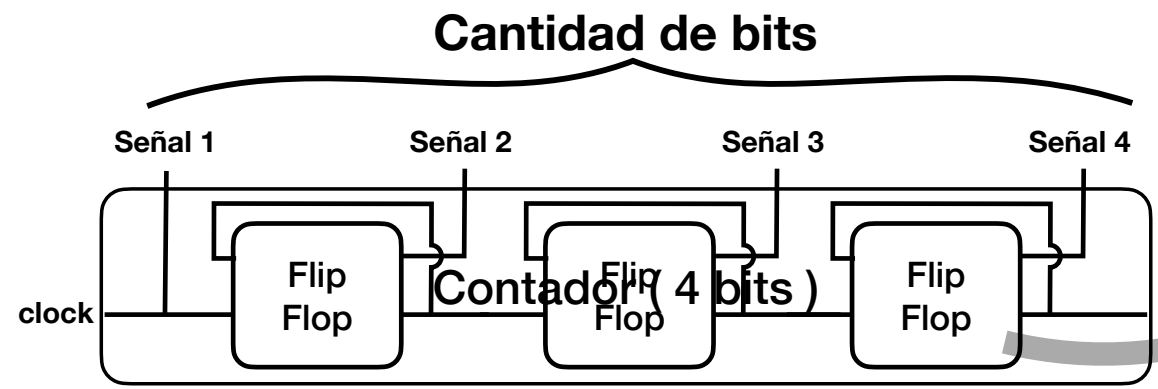 Cantidad de bits
Señal 1
Señal 2
Señal 3
Señal 4
Flip
Flop
Contador ( 4 bits )
Flip
Flop
Flip
Flop
clock